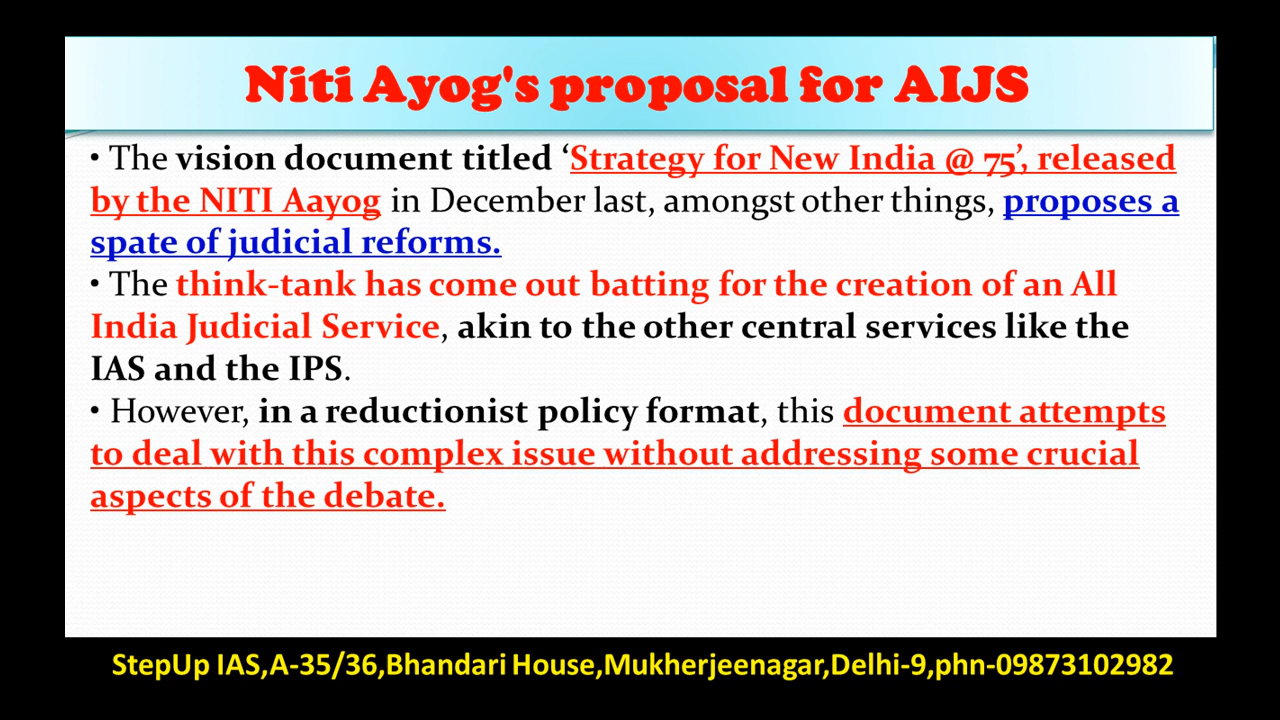 Niti Ayog's proposal for AIJS
• The vision document titled ‘Strategy for New India @ 75’, released
by the NITI Aayog in December last, amongst other things, proposes a
spate of judicial reforms.
• The think-tank has come out batting for the creation of an All
India Judicial Service, akin to the other central services like the
IAS and the IPS.
• However, in a reductionist policy format, this document attempts
to deal with this complex issue without addressing some crucial
aspects of the debate.
StepUp IAS,A-35/36,Bhandari House,Mukherjeenagar,Delhi-9,phn-09873102982